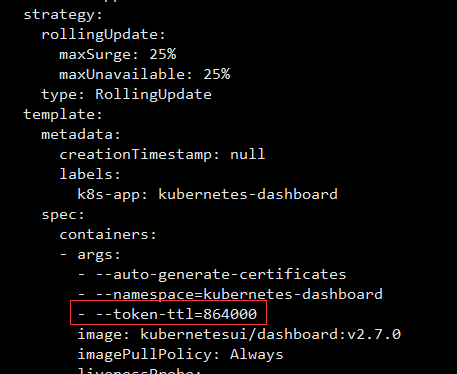 strategy:
rollingUpdate:
maxSurge: 25%
maxUnavailable: 25%
type: RollingUpdate
template:
metadata:
creationTimestamp: null
labels:
k8s-app: kubernetes-dashboard
spec:
containers:
- args:
- --auto-generate-certificates
- --namespace=kubernetes-dashboard
- --token-ttl=864000
image: kubernetesui/dashboard:v2.7.0
imagePullPolicy: Always
livenessProbe: